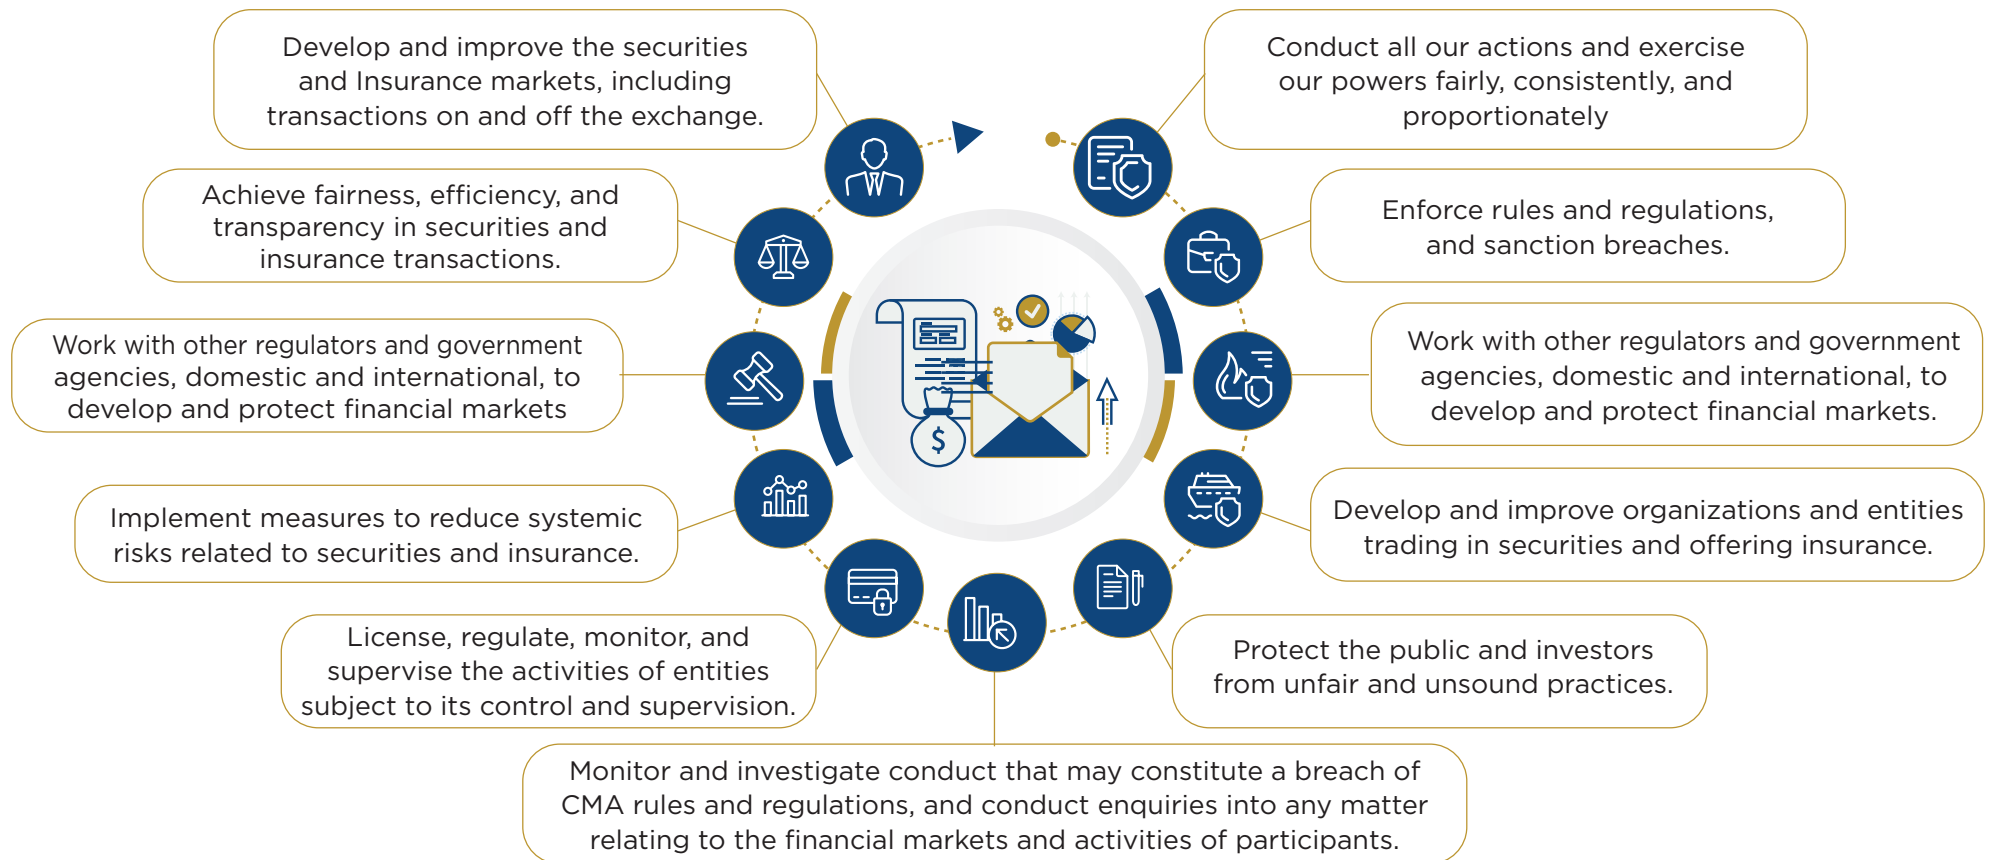 Develop and improve the securities
and Insurance markets, including
transactions on and off the exchange.
Achieve fairness, efficiency, and
transparency in securities and
insurance transactions.
Work with other regulators and government
agencies, domestic and international, to
develop and protect financial markets
Implement measures to reduce systemic
risks related to securities and insurance.
License, regulate, monitor, and
supervise the activities of entities
subject to its control and supervision.
Monitor and investigate conduct that may constitute a breach of
CMA rules and regulations, and conduct enquiries into any matter
relating to the financial markets and activities of participants.
Conduct all our actions and exercise
our powers fairly, consistently, and
proportionately
Enforce rules and regulations,
and sanction breaches.
Work with other regulators and government
agencies, domestic and international, to
develop and protect financial markets.
Develop and improve organizations and entities
trading in securities and offering insurance.
Protect the public and investors
from unfair and unsound practices.
$